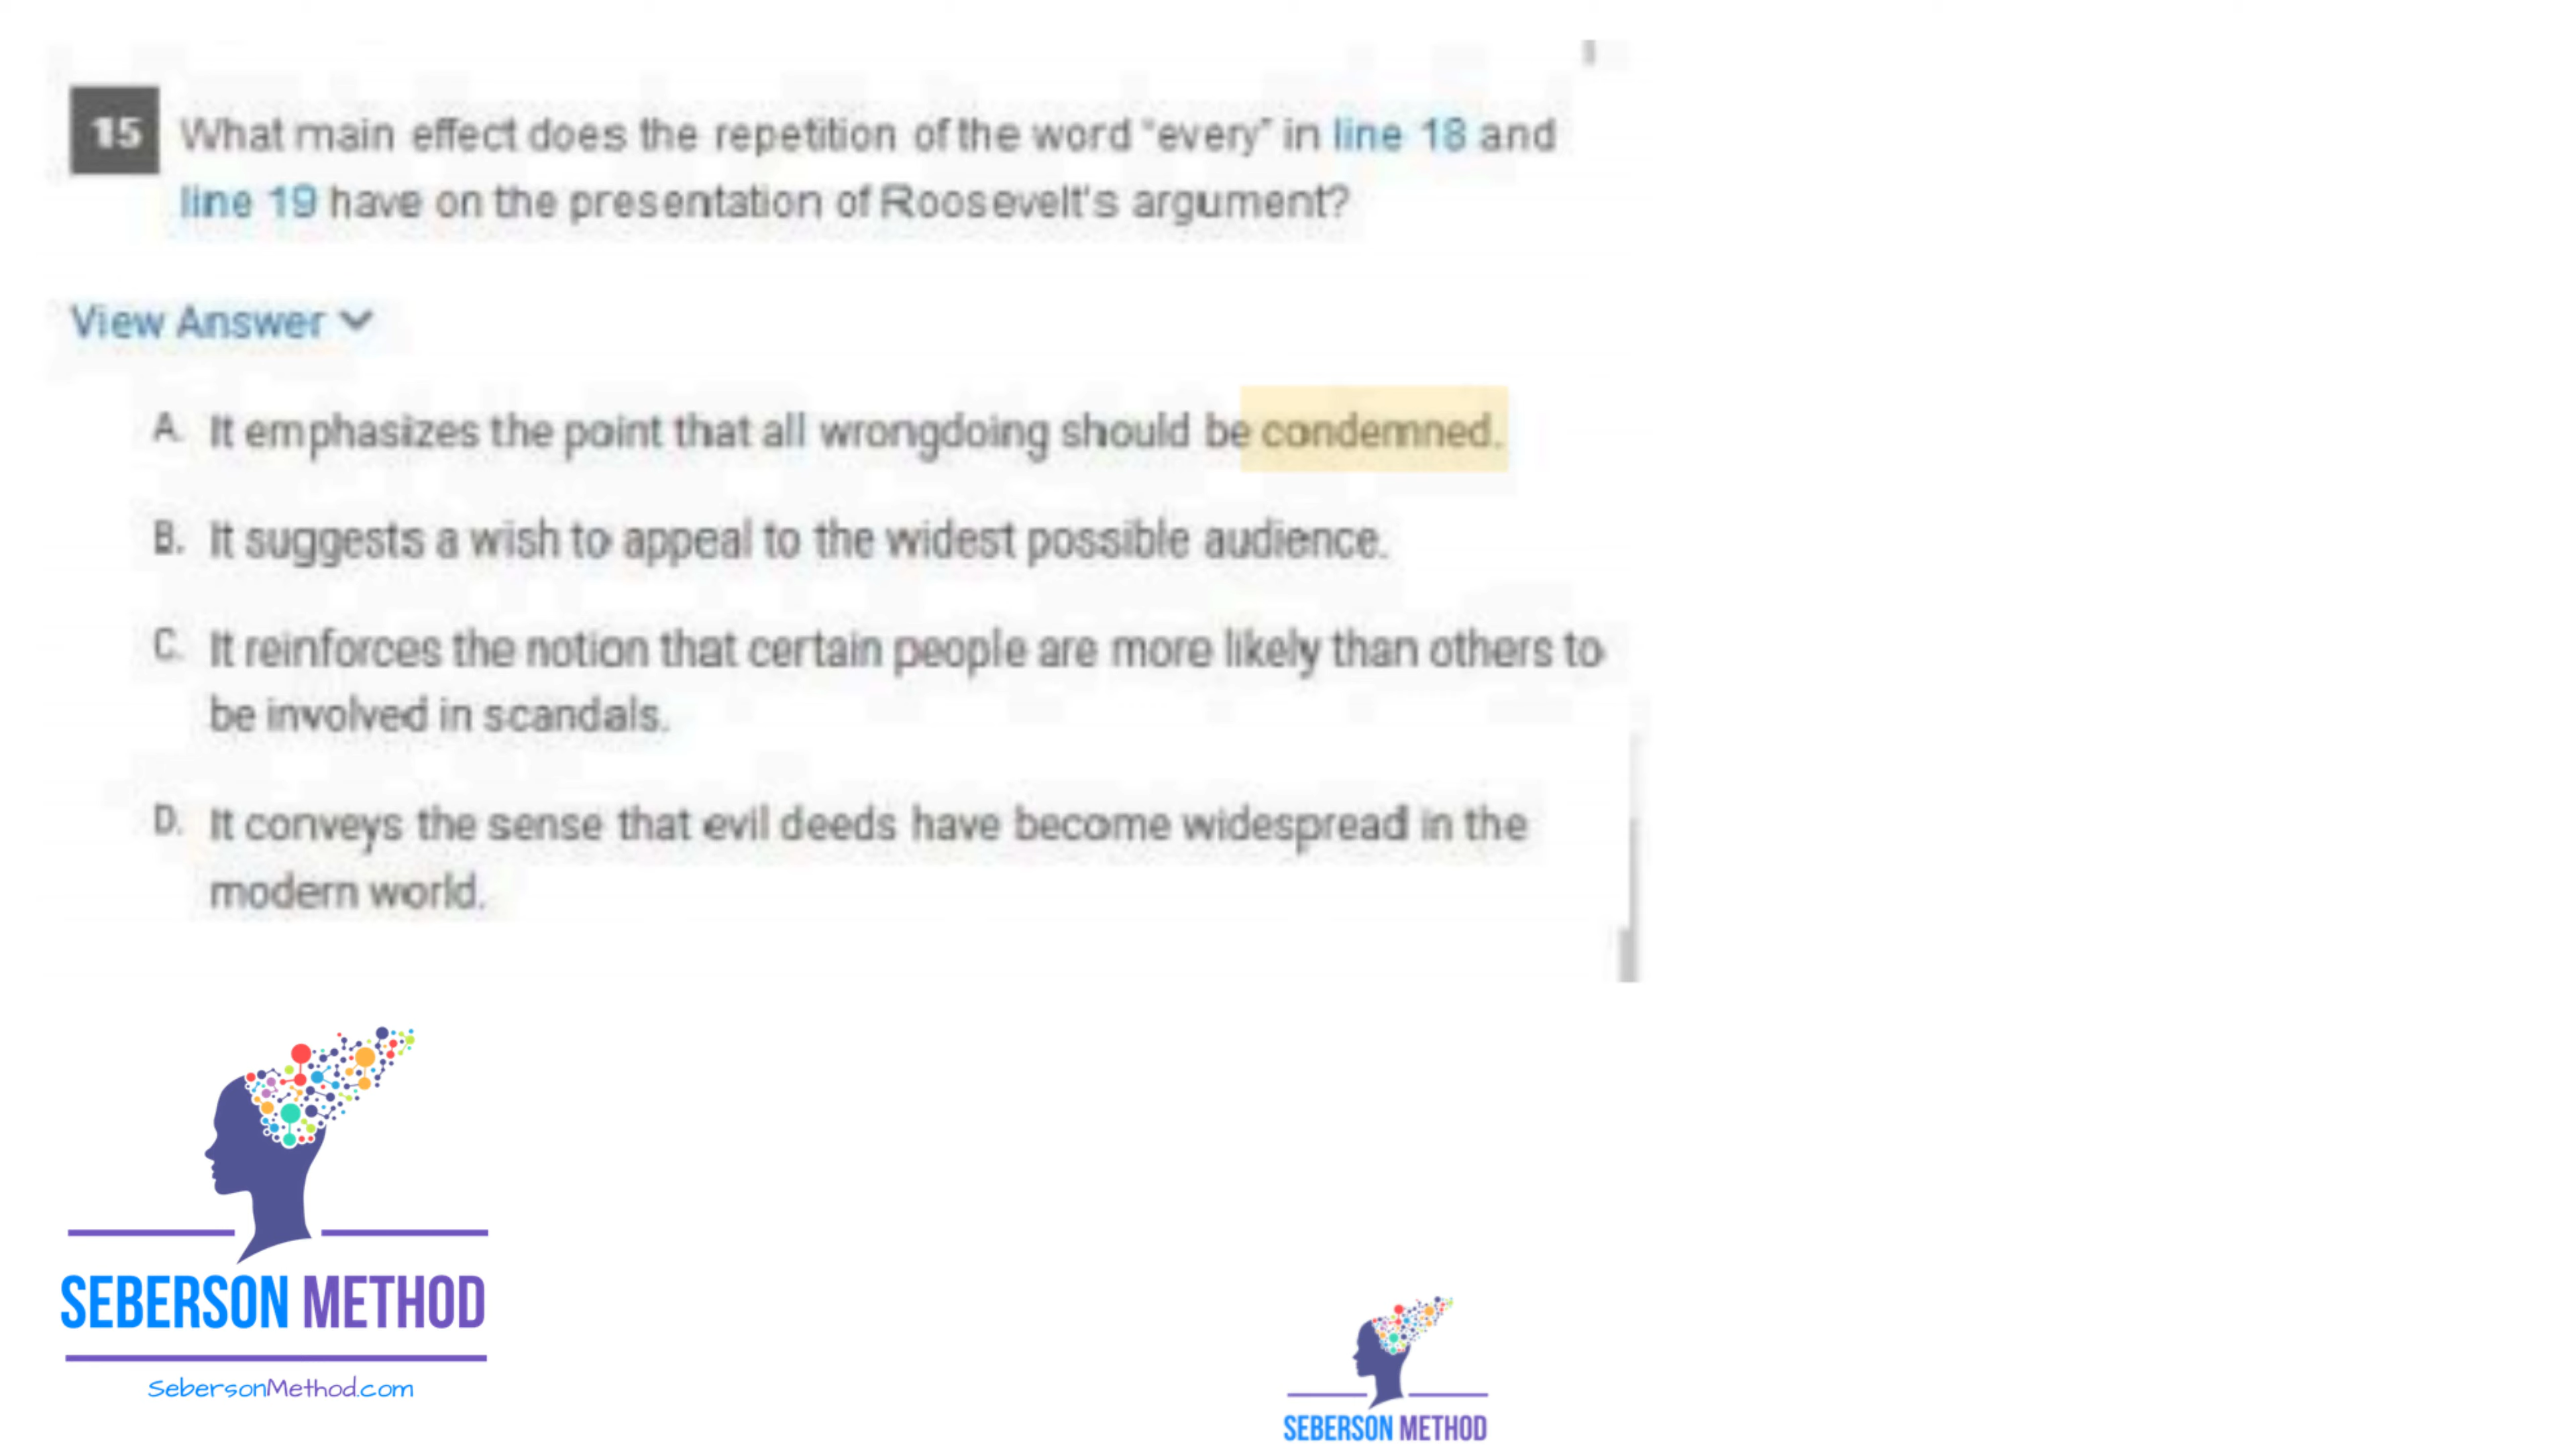 15 What main effect does the repetition of the word "every" in line 18 and
line 19 have on the presentation of Roosevelt's argument?
View Answer
A. It emphasizes the point that all wrongdoing should be condemned.
B. It suggests a wish to appeal to the widest possible audience.
C. It reinforces the notion that certain people are more likely than others to
be involved in scandals.
D. It conveys the sense that evil deeds have become widespread in the
modern world.
SEBERSON METHOD
SebersonMethod.com
SEBERSON METHOD